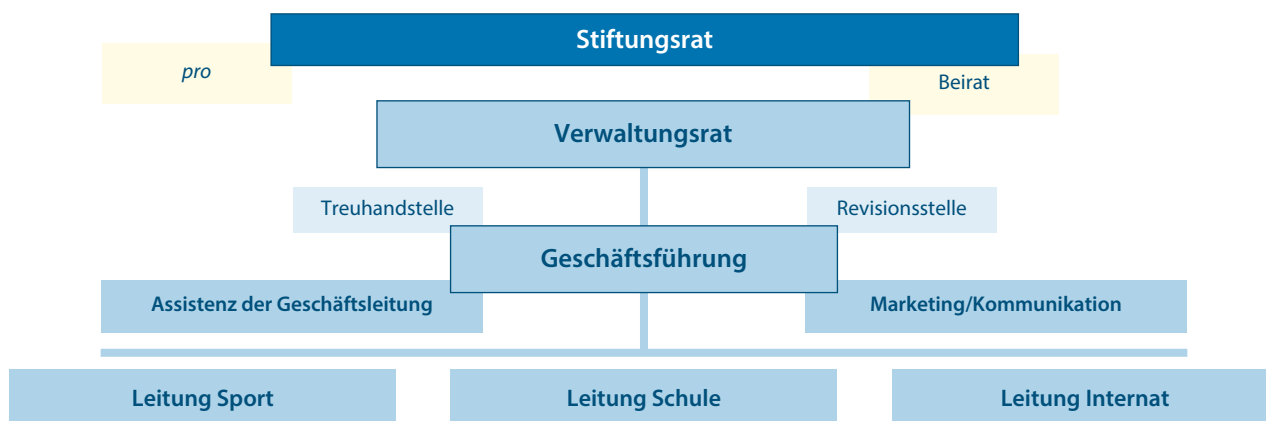 Stiftungsrat
pro
Beirat
Verwaltungsrat
Treuhandstelle
Revisionsstelle
Geschäftsführung
Assistenz der Geschäftsleitung
Marketing/Kommunikation
Leitung Sport
Leitung Schule
Leitung Internat